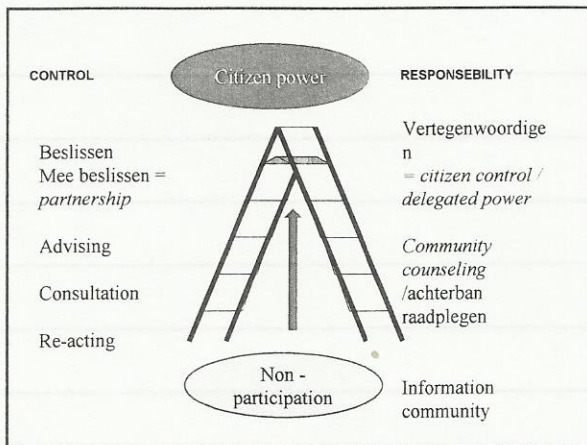 Citizen power
CONTROL
RESPONSEBILITY
Beslissen
Mee beslissen =
partnership
Advising
Consultation
Re-acting
Vertegenwoordige
n
= citizen control /
delegated power
Community
counseling
/achterban
raadplegen
Non -
participation
Information
community